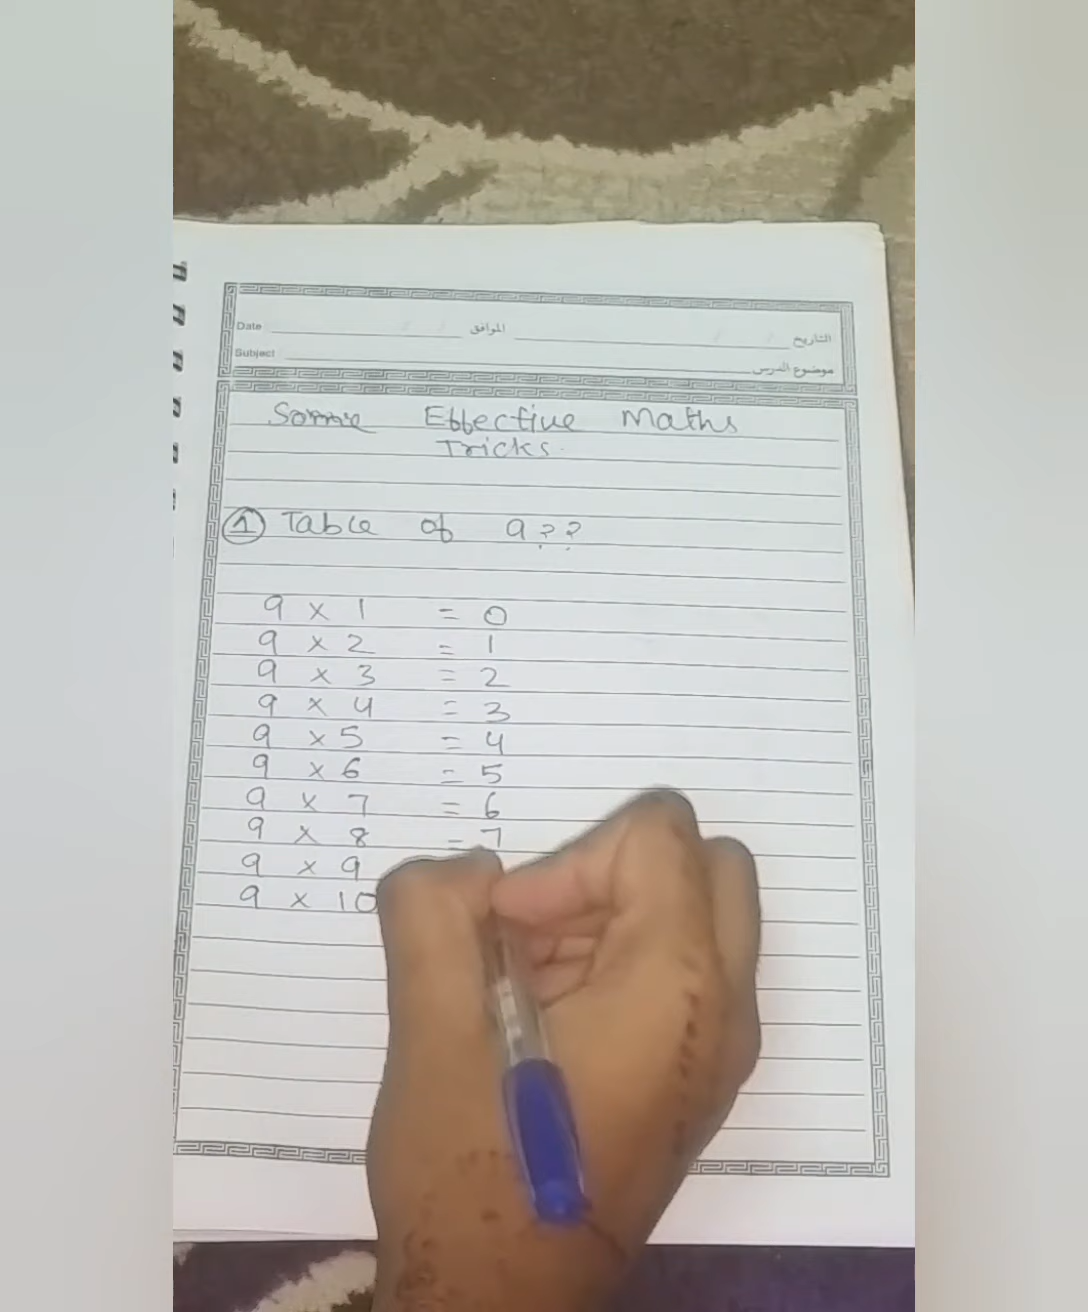 Date الموافق التاريخ
Subject موضوع الدرس
Some Effective Maths
Tricks.
① Table of 9??
9 × 1 = 0
9 × 2 = 1
9 × 3 = 2
9 × 4 = 3
9 × 5 = 4
9 × 6 = 5
9 × 7 = 6
9 × 8 = 7
9 × 9
9 × 10